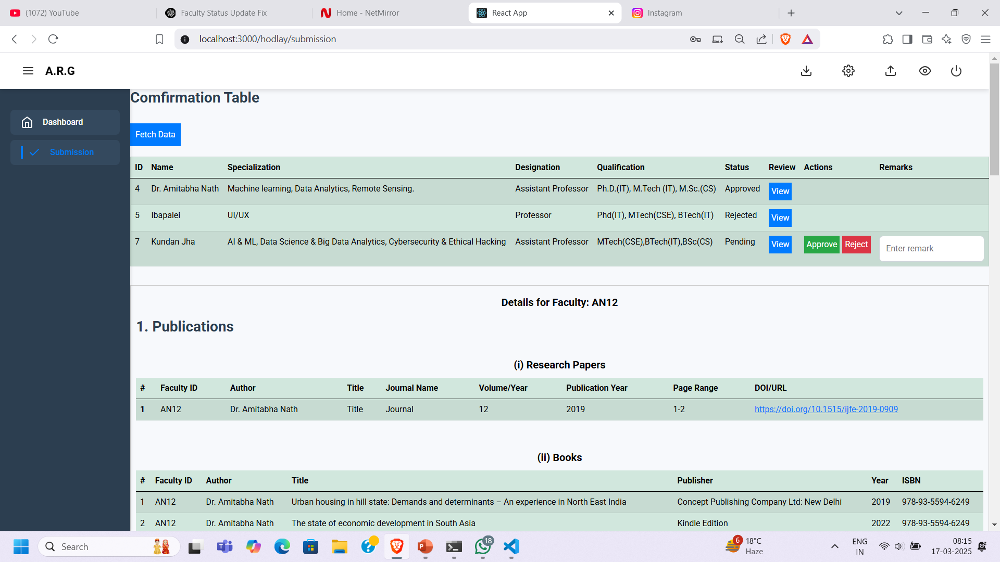 (1072) YouTube
Faculty Status Update Fix
Home - NetMirror
React App
Instagram
localhost:3000/hodlay/submission
A.R.G
Dashboard
Submission
Comfirmation Table
Fetch Data
ID Name Specialization Designation Qualification Status Review Actions Remarks
4 Dr. Amitabha Nath Machine learning, Data Analytics, Remote Sensing. Assistant Professor Ph.D.(IT), M.Tech (IT), M.Sc.(CS) Approved View
5 Ibapalei UI/UX Professor Phd(IT), MTech(CSE), BTech(IT) Rejected View
7 Kundan Jha AI & ML, Data Science & Big Data Analytics, Cybersecurity & Ethical Hacking Assistant Professor MTech(CSE),BTech(IT),BSc(CS) Pending View Approve Reject Enter remark
Details for Faculty: AN12
1. Publications
(i) Research Papers
# Faculty ID Author Title Journal Name Volume/Year Publication Year Page Range DOI/URL
1 AN12 Dr. Amitabha Nath Title Journal 12 2019 1-2 https://doi.org/10.1515/ijfe-2019-0909
(ii) Books
# Faculty ID Author Title Publisher Year ISBN
1 AN12 Dr. Amitabha Nath Urban housing in hill state: Demands and determinants – An experience in North East India Concept Publishing Company Ltd: New Delhi 2019 978-93-5594-6249
2 AN12 Dr. Amitabha Nath The state of economic development in South Asia Kindle Edition 2022 978-93-5594-6249
Search
18
6
18°C
Haze
ENG
IN
08:15
17-03-2025